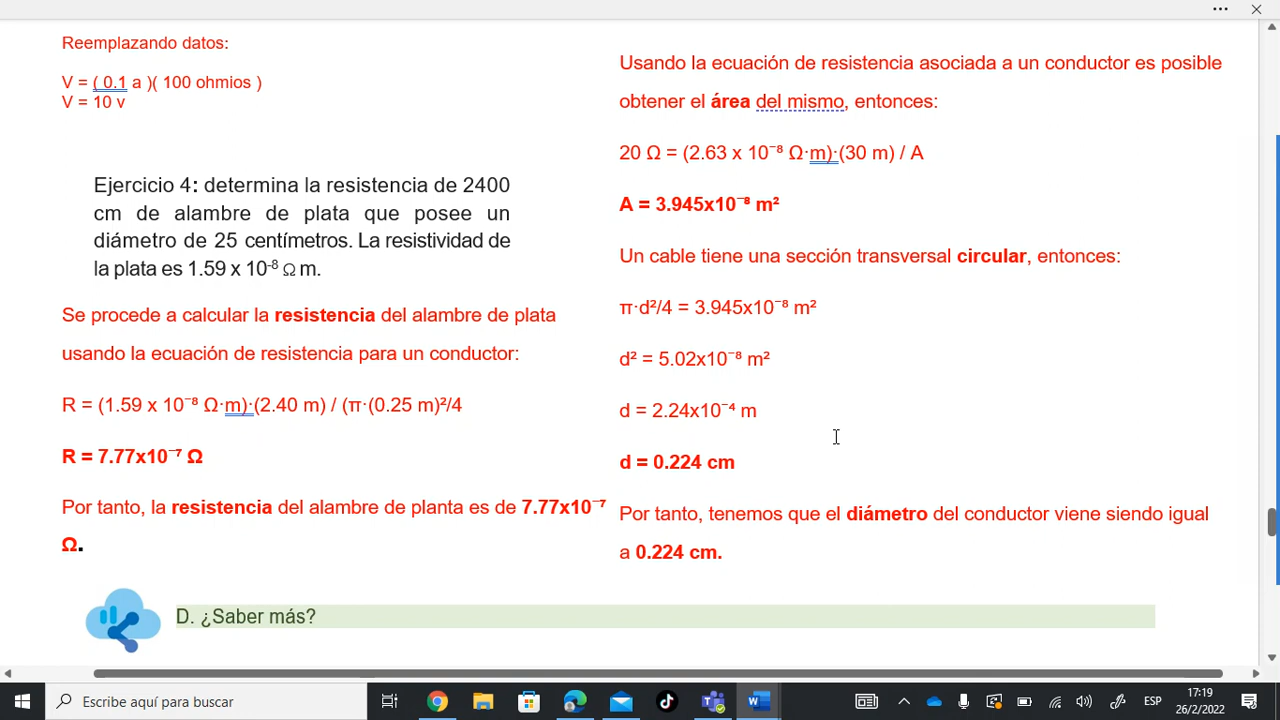 Reemplazando datos:
V = ( 0.1 a )( 100 ohmios )
V = 10 v
Ejercicio 4: determina la resistencia de 2400
cm de alambre de plata que posee un
diámetro de 25 centímetros. La resistividad de
la plata es 1.59 x 10⁻⁸ Ω m.
Se procede a calcular la resistencia del alambre de plata
usando la ecuación de resistencia para un conductor:
R = (1.59 x 10⁻⁸ Ω·m)·(2.40 m) / (π·(0.25 m)²/4
R = 7.77x10⁻⁷ Ω
Por tanto, la resistencia del alambre de planta es de 7.77x10⁻⁷
Ω.
Usando la ecuación de resistencia asociada a un conductor es posible
obtener el área del mismo, entonces:
20 Ω = (2.63 x 10⁻⁸ Ω·m)·(30 m) / A
A = 3.945x10⁻⁸ m²
Un cable tiene una sección transversal circular, entonces:
π·d²/4 = 3.945x10⁻⁸ m²
d² = 5.02x10⁻⁸ m²
d = 2.24x10⁻⁴ m
d = 0.224 cm
Por tanto, tenemos que el diámetro del conductor viene siendo igual
a 0.224 cm.
D. ¿Saber más?
Escribe aquí para buscar
ESP
17:19
26/2/2022